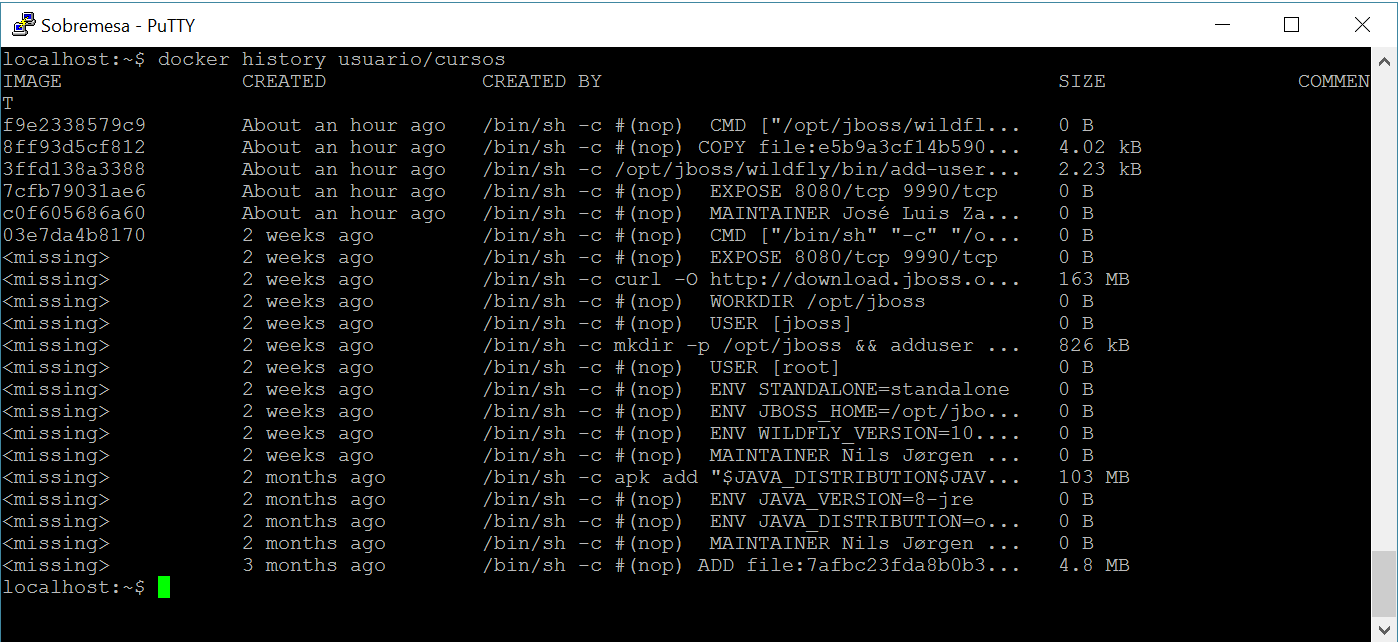 Sobremesa - PuTTY
localhost:~$ docker history usuario/cursos
IMAGE               CREATED             CREATED BY                                      SIZE                COMMEN
T
f9e2338579c9        About an hour ago   /bin/sh -c #(nop)  CMD ["/opt/jboss/wildfl...   0 B
8ff93d5cf812        About an hour ago   /bin/sh -c #(nop) COPY file:e5b9a3cf14b590...   4.02 kB
3ffd138a3388        About an hour ago   /bin/sh -c /opt/jboss/wildfly/bin/add-user...   2.23 kB
7cfb79031ae6        About an hour ago   /bin/sh -c #(nop)  EXPOSE 8080/tcp 9990/tcp     0 B
c0f605686a60        About an hour ago   /bin/sh -c #(nop)  MAINTAINER José Luis Za...   0 B
03e7da4b8170        2 weeks ago         /bin/sh -c #(nop)  CMD ["/bin/sh" "-c" "/o...   0 B
<missing>           2 weeks ago         /bin/sh -c #(nop)  EXPOSE 8080/tcp 9990/tcp     0 B
<missing>           2 weeks ago         /bin/sh -c curl -O http://download.jboss.o...   163 MB
<missing>           2 weeks ago         /bin/sh -c #(nop)  WORKDIR /opt/jboss           0 B
<missing>           2 weeks ago         /bin/sh -c #(nop)  USER [jboss]                 0 B
<missing>           2 weeks ago         /bin/sh -c mkdir -p /opt/jboss && adduser ...   826 kB
<missing>           2 weeks ago         /bin/sh -c #(nop)  USER [root]                  0 B
<missing>           2 weeks ago         /bin/sh -c #(nop)  ENV STANDALONE=standalone    0 B
<missing>           2 weeks ago         /bin/sh -c #(nop)  ENV JBOSS_HOME=/opt/jbo...   0 B
<missing>           2 weeks ago         /bin/sh -c #(nop)  ENV WILDFLY_VERSION=10....   0 B
<missing>           2 weeks ago         /bin/sh -c #(nop)  MAINTAINER Nils Jørgen ...   0 B
<missing>           2 months ago        /bin/sh -c apk add "$JAVA_DISTRIBUTION$JAV...   103 MB
<missing>           2 months ago        /bin/sh -c #(nop)  ENV JAVA_VERSION=8-jre       0 B
<missing>           2 months ago        /bin/sh -c #(nop)  ENV JAVA_DISTRIBUTION=o...   0 B
<missing>           2 months ago        /bin/sh -c #(nop)  MAINTAINER Nils Jørgen ...   0 B
<missing>           3 months ago        /bin/sh -c #(nop) ADD file:7afbc23fda8b0b3...   4.8 MB
localhost:~$